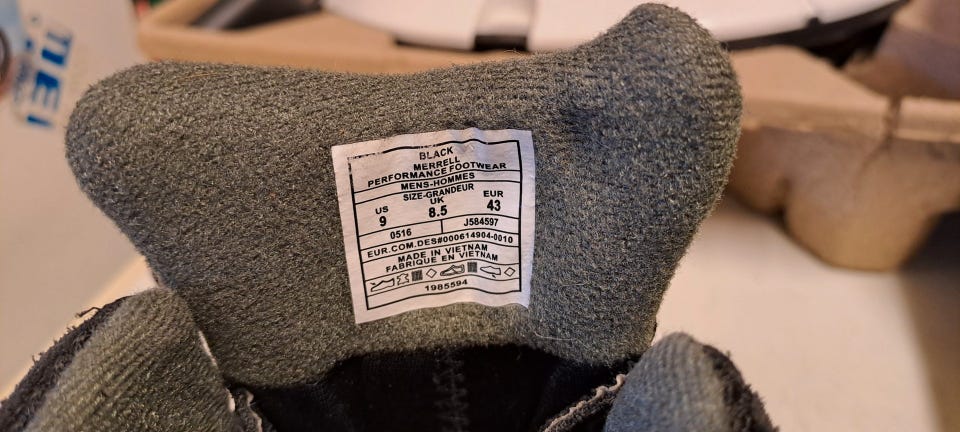 BLACK
MERRELL
PERFORMANCE FOOTWEAR
MENS-HOMMES
SIZE-GRANDEUR
US UK EUR
9 8.5 43
0516 J584597
EUR.COM.DES#000614904-0010
MADE IN VIETNAM
FABRIQUE EN VIETNAM
1985594